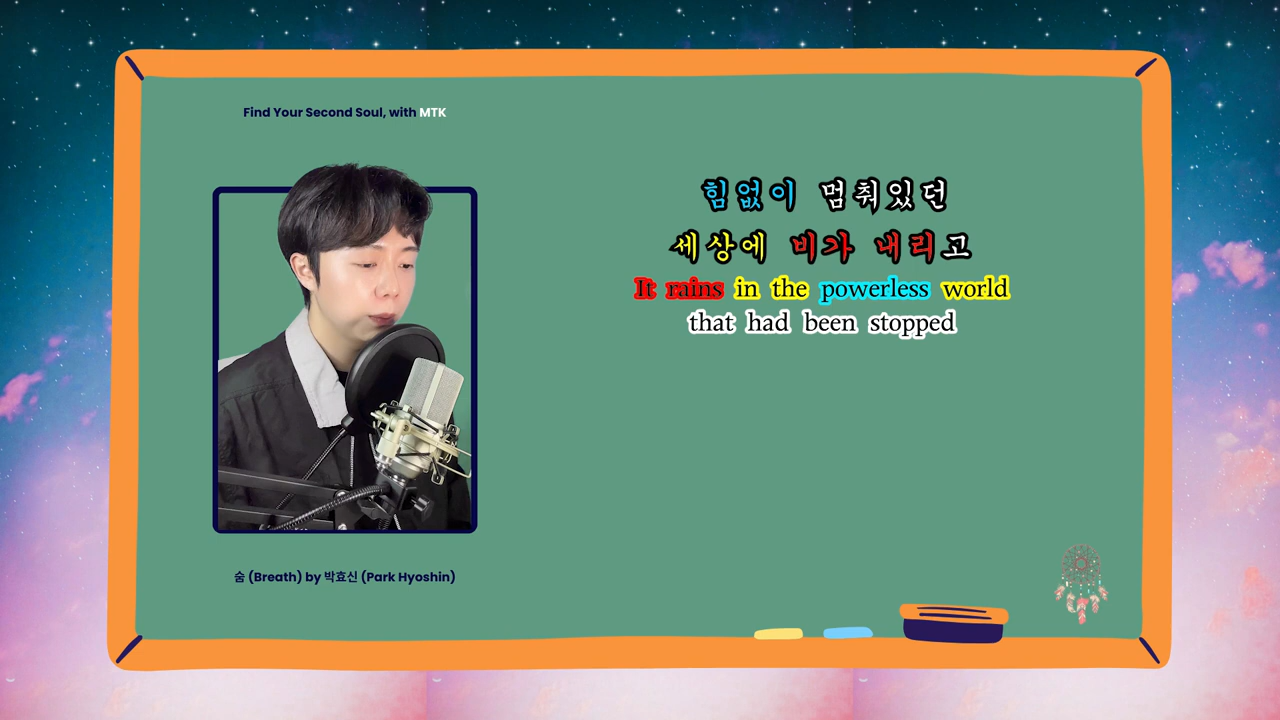 Find Your Second Soul, with MTK
힘없이 멈춰있던
세상에 비가 내리고
It rains in the powerless world
that had been stopped
숨 (Breath) by 박효신 (Park Hyoshin)